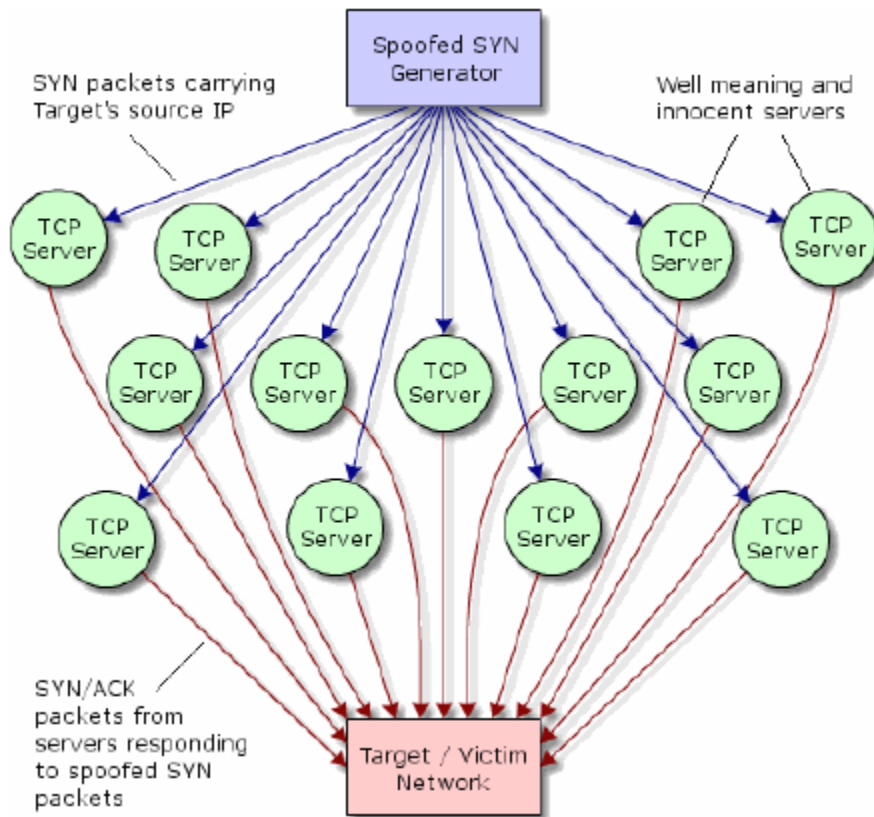 Spoofed SYN
Generator
SYN packets carrying
Target's source IP
Well meaning and
innocent servers
TCP
Server
TCP
Server
TCP
Server
TCP
Server
TCP
Server
TCP
Server
TCP
Server
TCP
Server
TCP
Server
TCP
Server
TCP
Server
TCP
Server
TCP
Server
SYN/ACK
packets from
servers responding
to spoofed SYN
packets
Target / Victim
Network